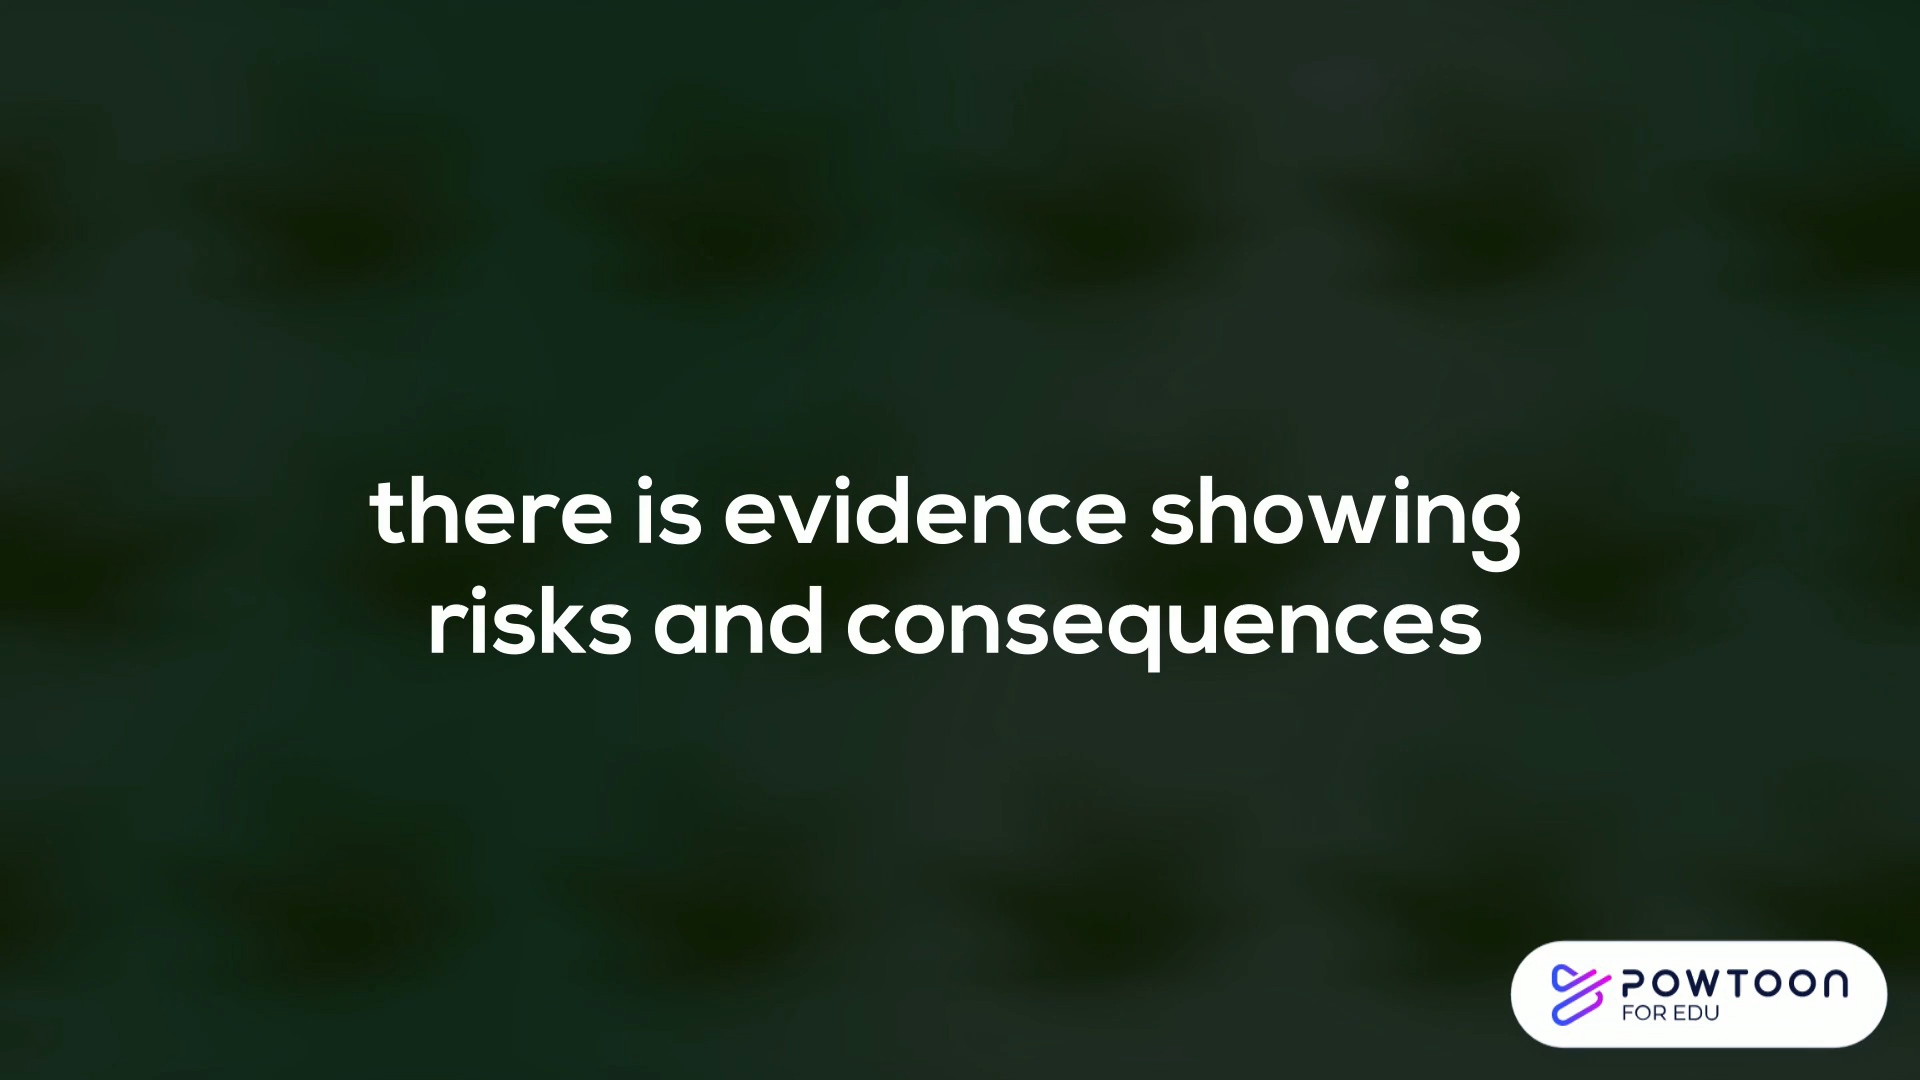 there is evidence showing
risks and consequences
POWTOON
FOR EDU